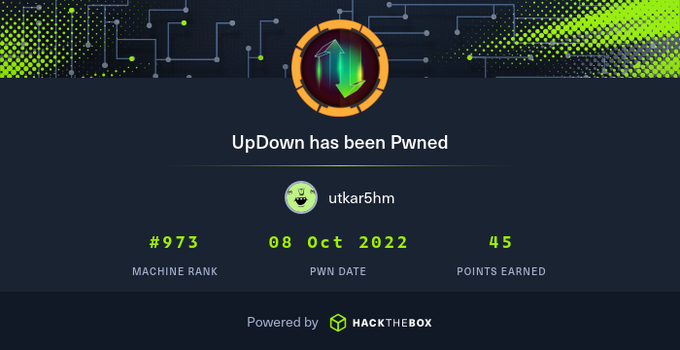 UpDown has been Pwned
utkar5hm
#973 08 Oct 2022 45
MACHINE RANK PWN DATE POINTS EARNED
Powered by HACKTHEBOX